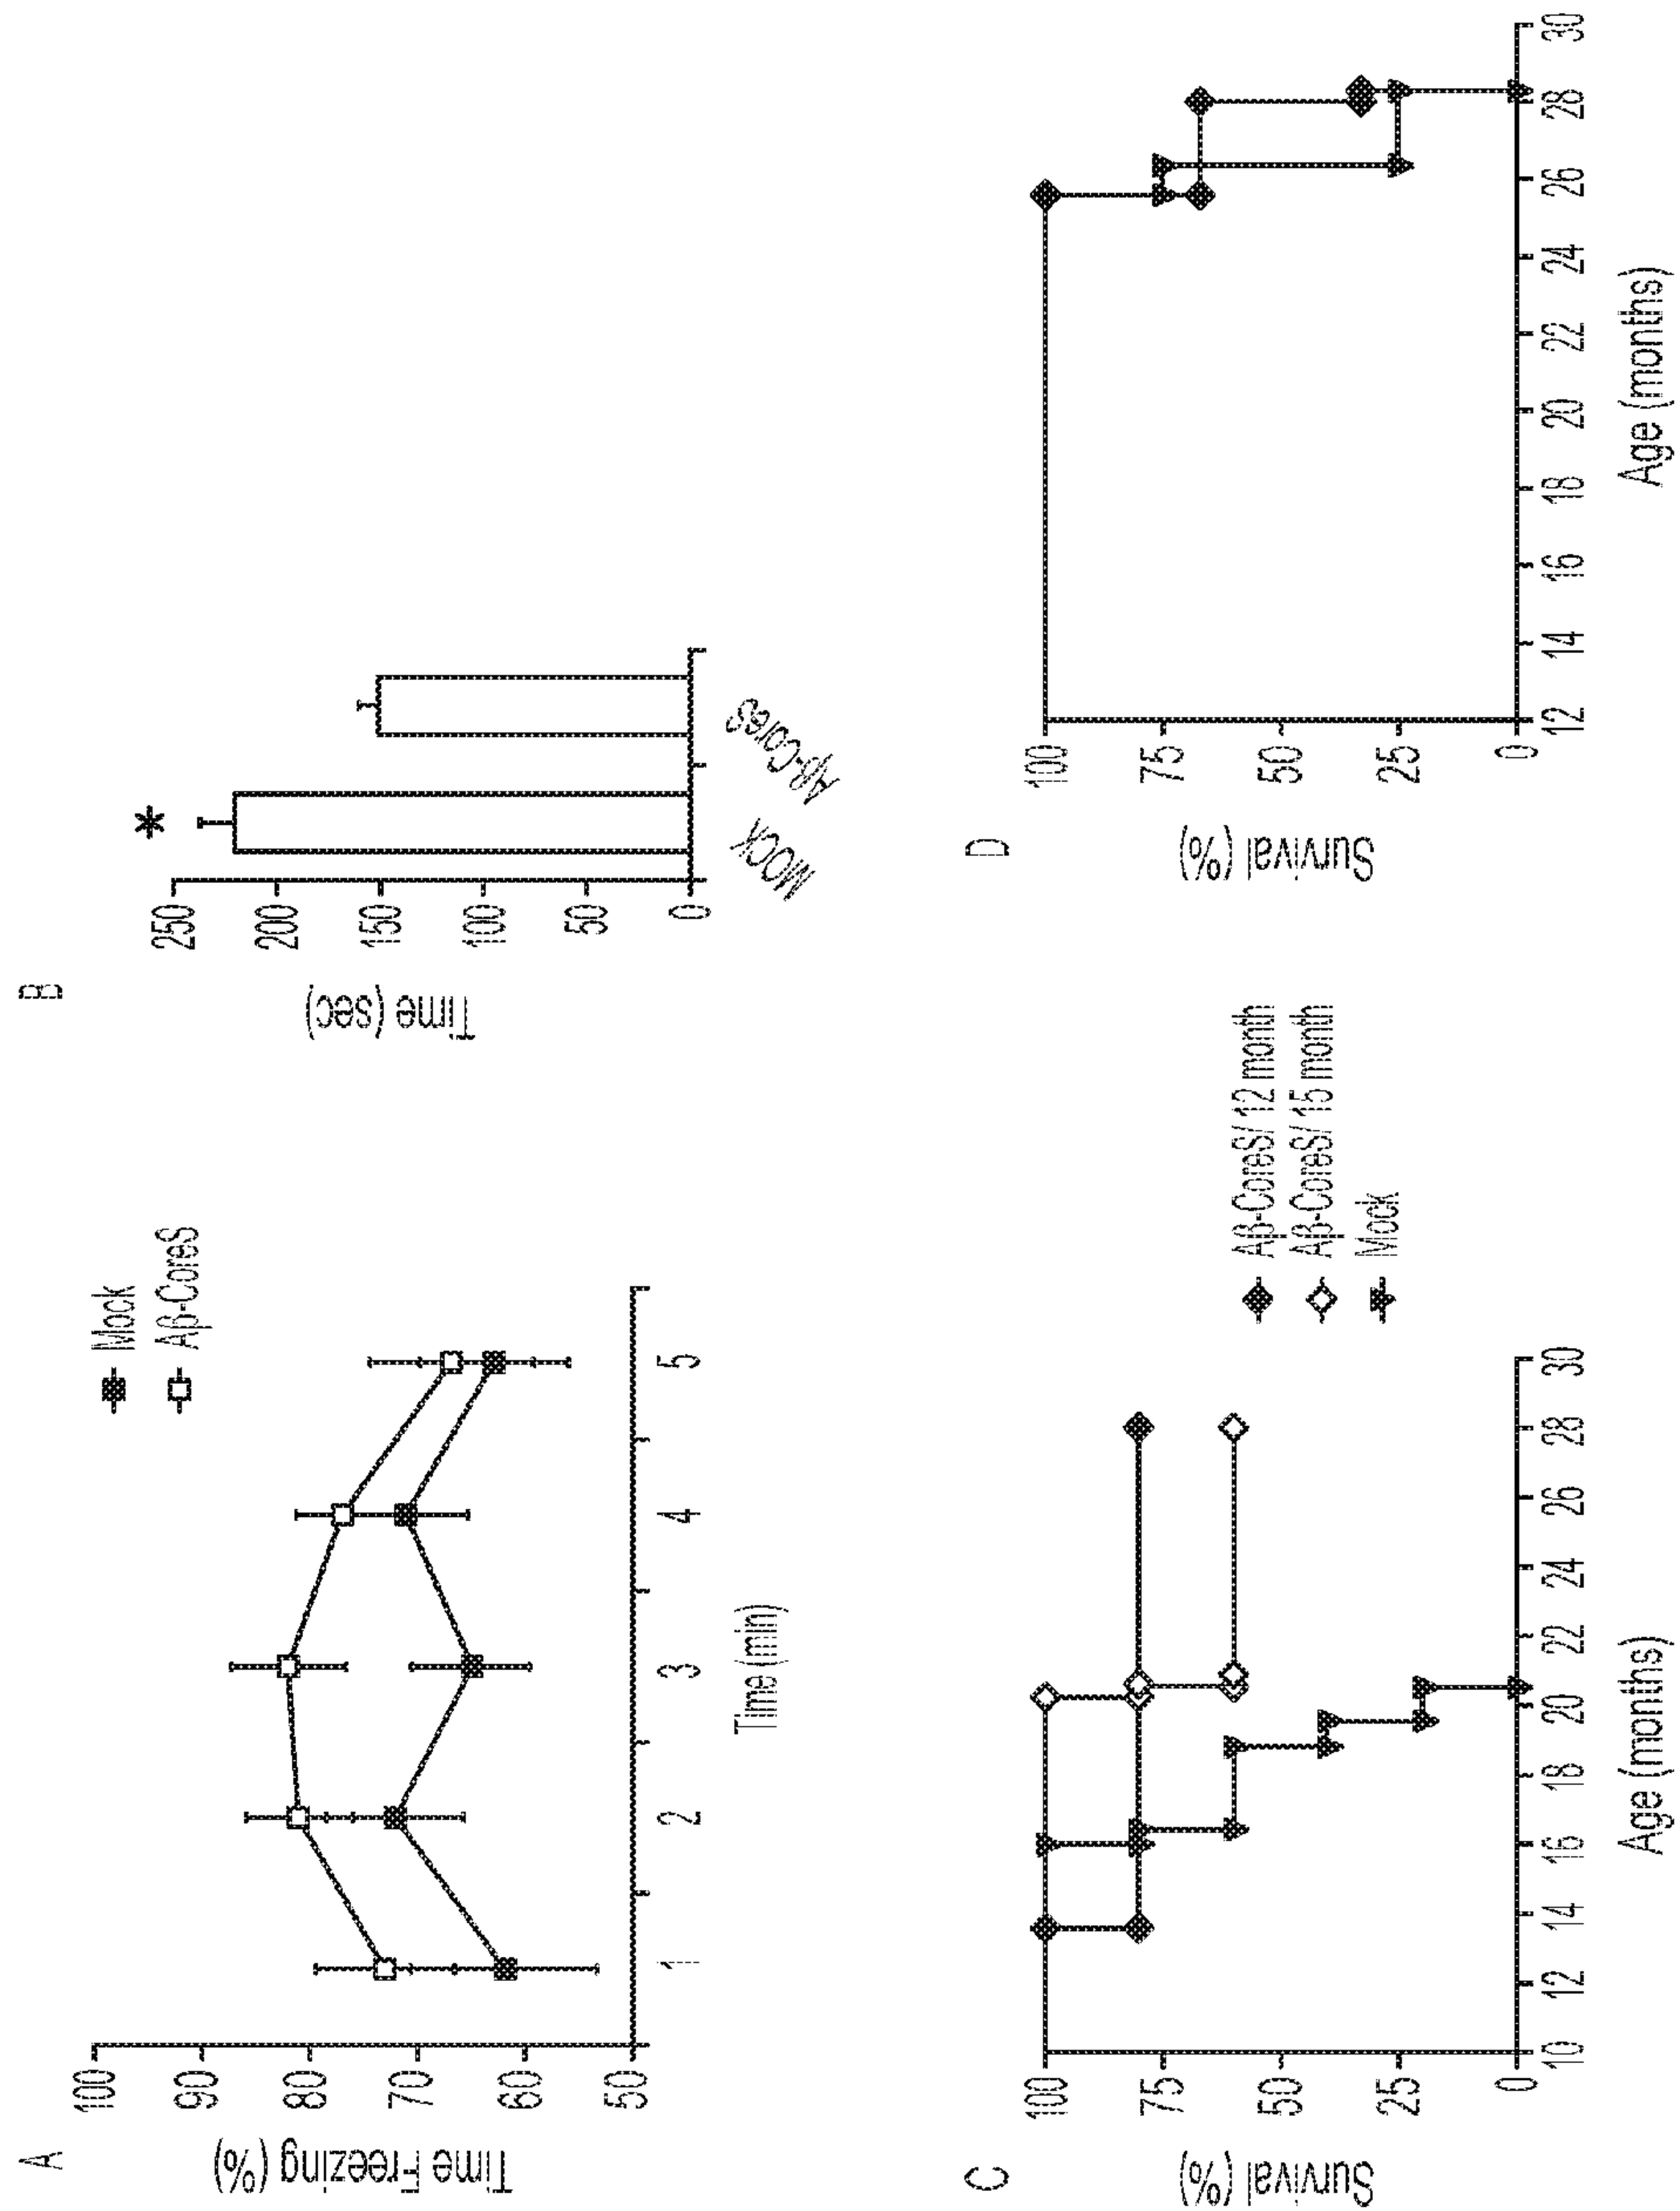 A
Time Freezing (%)
100
90
80
70
60
50
1
2
3
4
5
Time (min)
Mock
Aβ-CoreS
B
Time (sec)
250
200
150
100
50
0
*
MOCK
Aβ-CoreS
C
Survival (%)
100
75
50
25
0
10
12
14
16
18
20
22
24
26
28
30
Age (months)
Aβ-CoreS/ 12 month
Aβ-CoreS/ 15 month
Mock
D
Survival (%)
100
75
50
25
0
12
14
16
18
20
22
24
26
28
30
Age (months)